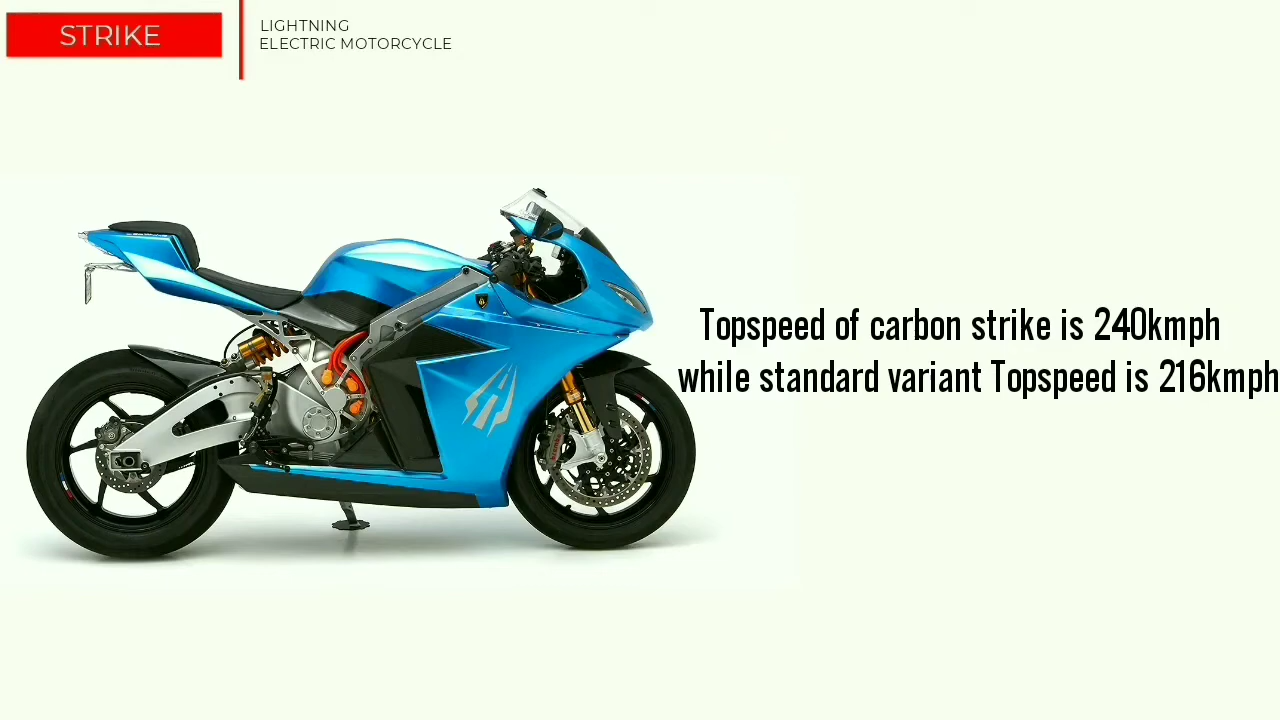 STRIKE
LIGHTNING
ELECTRIC MOTORCYCLE
Topspeed of carbon strike is 240kmph
while standard variant Topspeed is 216kmph